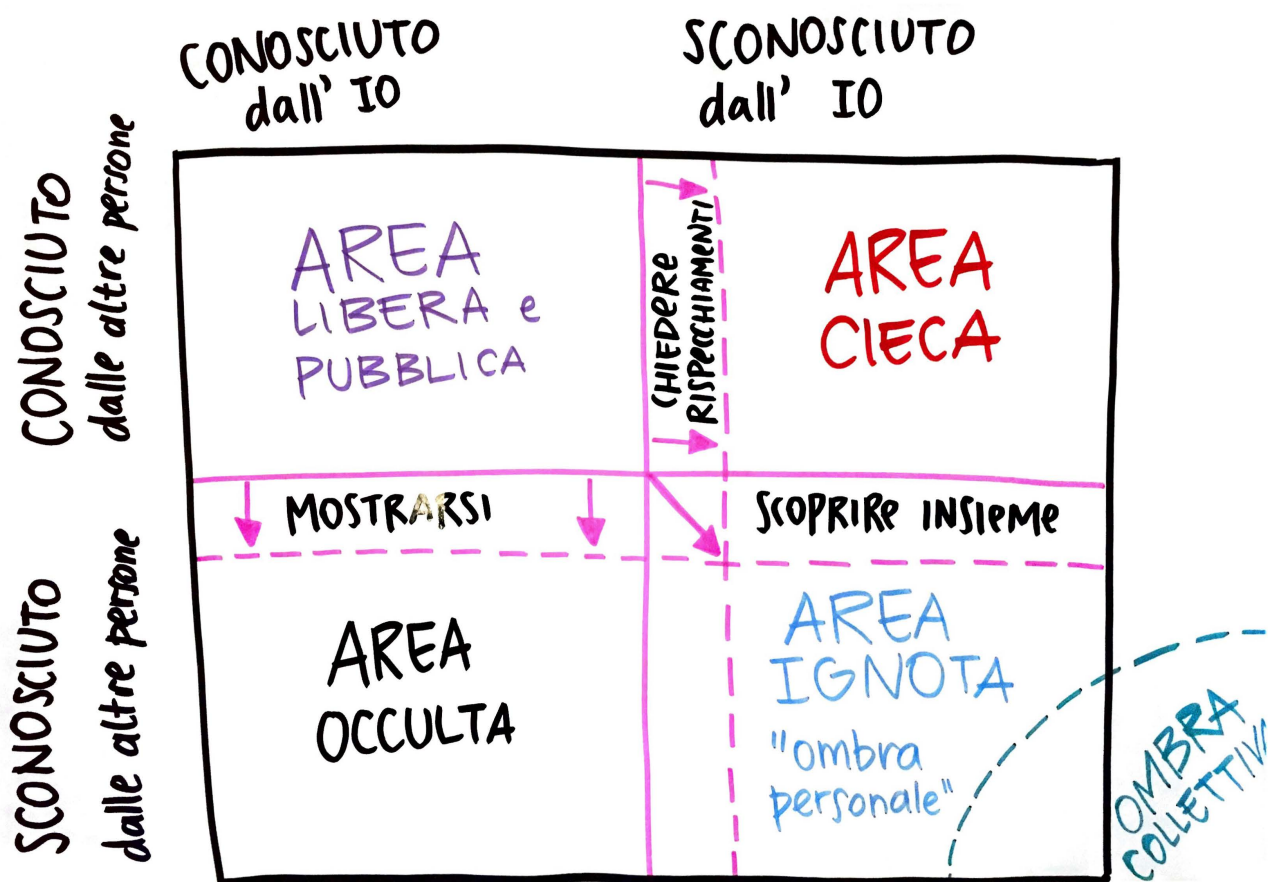 CONOSCIUTO
dall' IO
SCONOSCIUTO
dall' IO
CONOSCIUTO
dalle altre persone
SCONOSCIUTO
dalle altre persone
AREA
LIBERA e
PUBBLICA
CHIEDERE
RISPECCHIAMENTI
AREA
CIECA
MOSTRARSI
SCOPRIRE INSIEME
AREA
OCCULTA
AREA
IGNOTA
"ombra
personale"
OMBRA
COLLETTIV